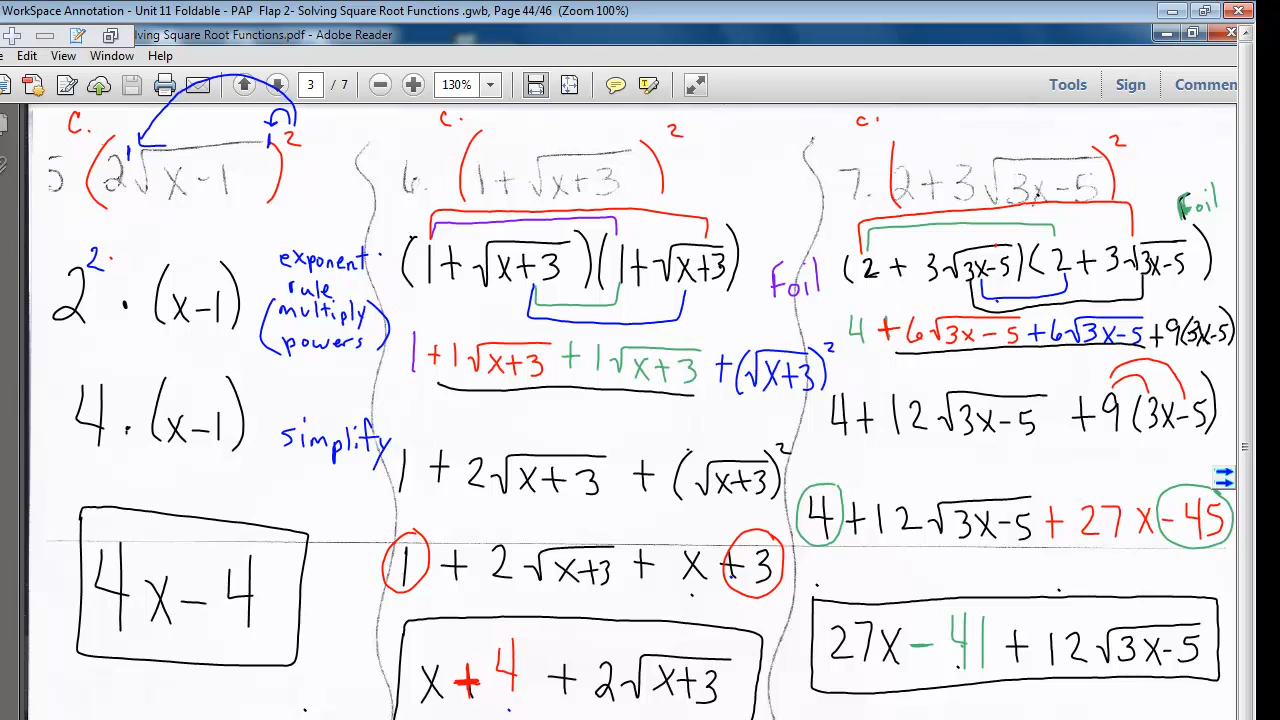 WorkSpace Annotation - Unit 11 Foldable - PAP Flap 2- Solving Square Root Functions.gwb, Page 44/46 (Zoom 100%)
lving Square Root Functions.pdf - Adobe Reader
Edit View Window Help
3 / 7 130% Tools Sign Commen
c.
5 (2√x-1)²
2² · (x-1)
exponent
rule
(multiply
powers)
4 · (x-1)
simplify
4x - 4
c.
6. (1+√x+3)²
(1+√x+3)(1+√x+3)
Foil
1 + 1√x+3 + 1√x+3 + (√x+3)²
1 + 2√x+3 + (√x+3)²
1 + 2√x+3 + x + 3
x + 4 + 2√x+3
c.
7. (2+3√3x-5)²
Foil
(2 + 3√3x-5)(2+3√3x-5)
4 + 6√3x-5 + 6√3x-5 + 9(3x-5)
4 + 12√3x-5 + 9(3x-5)
4 + 12√3x-5 + 27x - 45
27x - 41 + 12√3x-5